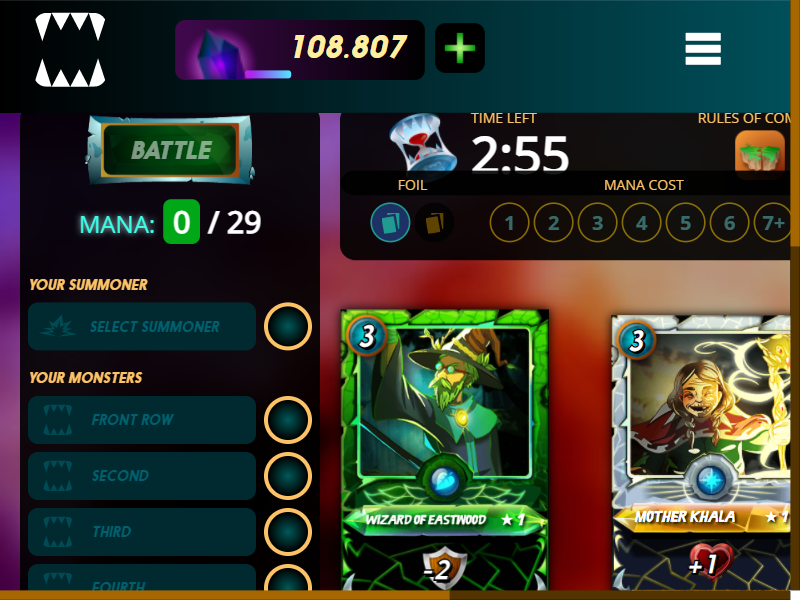 108.807
BATTLE
MANA: 0 / 29
YOUR SUMMONER
SELECT SUMMONER
YOUR MONSTERS
FRONT ROW
SECOND
THIRD
FOURTH
TIME LEFT
2:55
RULES OF COM
FOIL
MANA COST
1 2 3 4 5 6 7+
3
WIZARD OF EASTWOOD ★ 1
-2
3
MOTHER KHALA ★ 1
+1